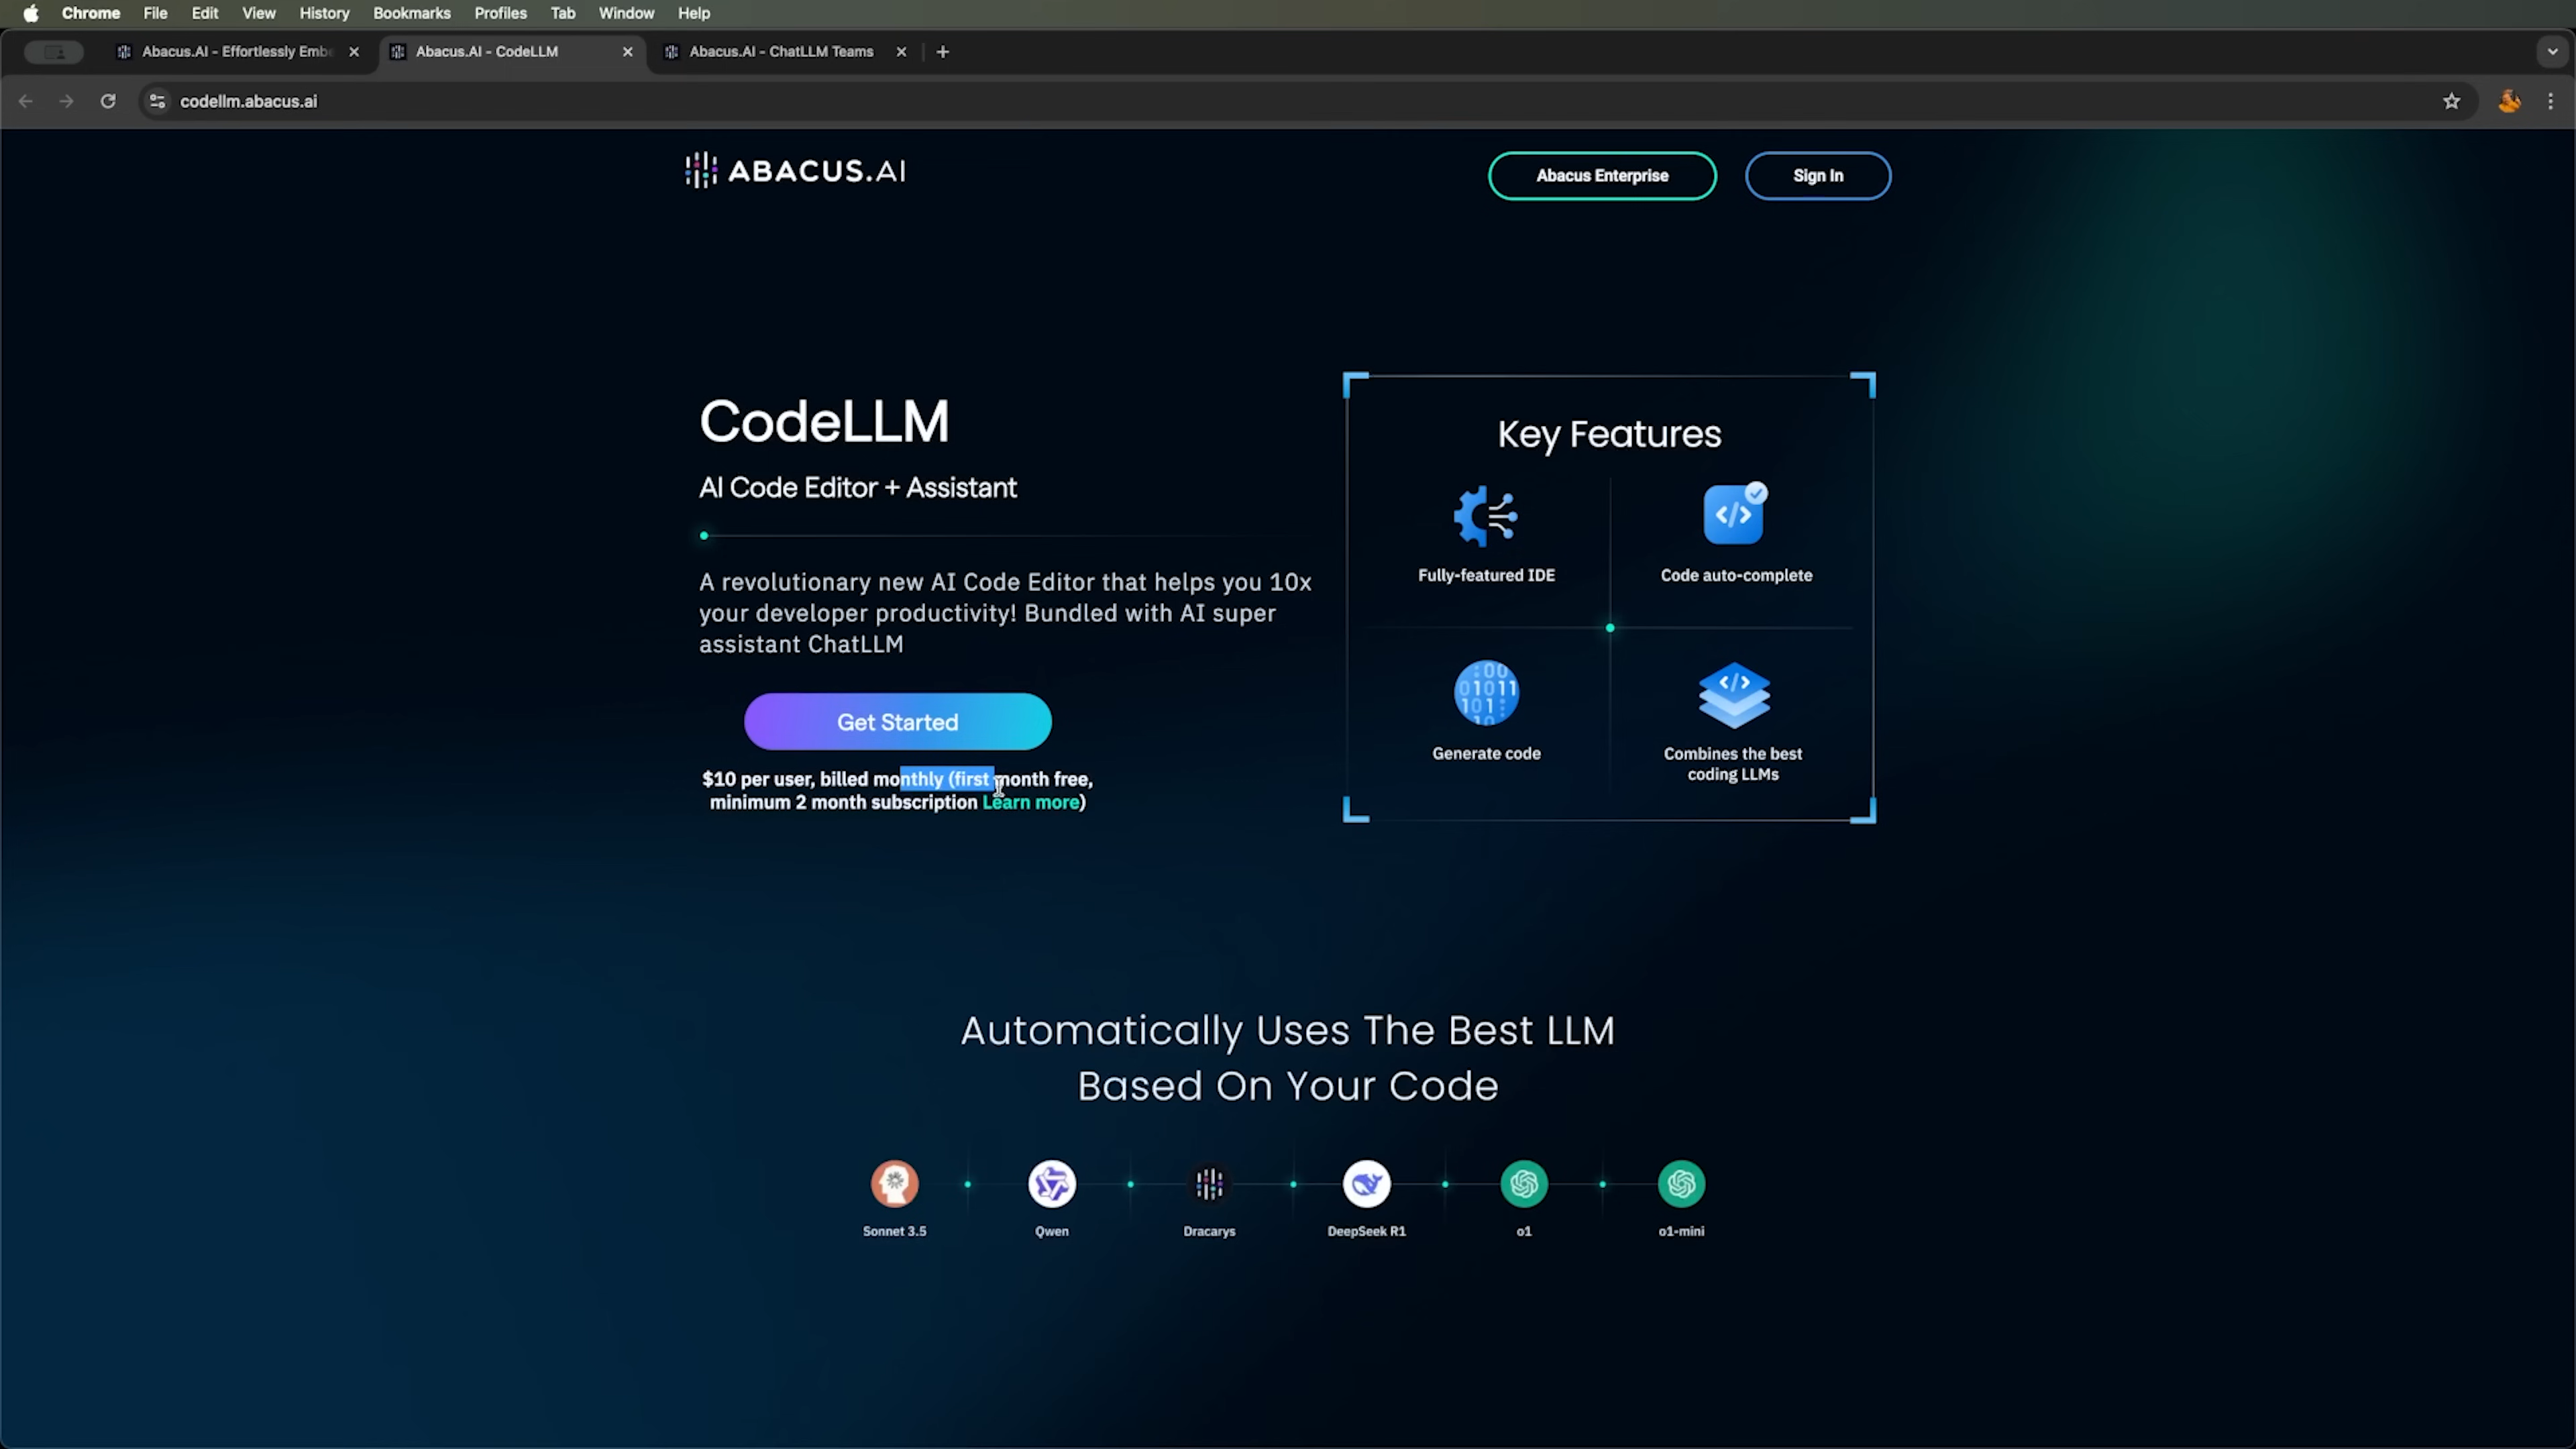 Chrome File Edit View History Bookmarks Profiles Tab Window Help
Abacus.AI - Effortlessly Embe Abacus.AI - CodeLLM Abacus.AI - ChatLLM Teams
codellm.abacus.ai
ABACUS.AI Abacus Enterprise Sign In
CodeLLM
AI Code Editor + Assistant
A revolutionary new AI Code Editor that helps you 10x
your developer productivity! Bundled with AI super
assistant ChatLLM
Get Started
$10 per user, billed monthly (first month free,
minimum 2 month subscription Learn more)
Key Features
Fully-featured IDE Code auto-complete
Generate code Combines the best
coding LLMs
Automatically Uses The Best LLM
Based On Your Code
Sonnet 3.5 Qwen Dracarys DeepSeek R1 o1 o1-mini